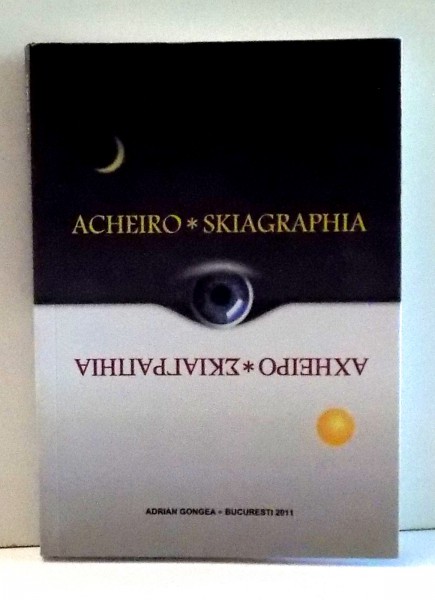 ACHEIRO * SKIAGRAPHIA
ΑΧΗΕΙΡΟ * ΣΚΙΑΓΡΑΠΗΙΑ
ADRIAN GONGEA - BUCURESTI 2011